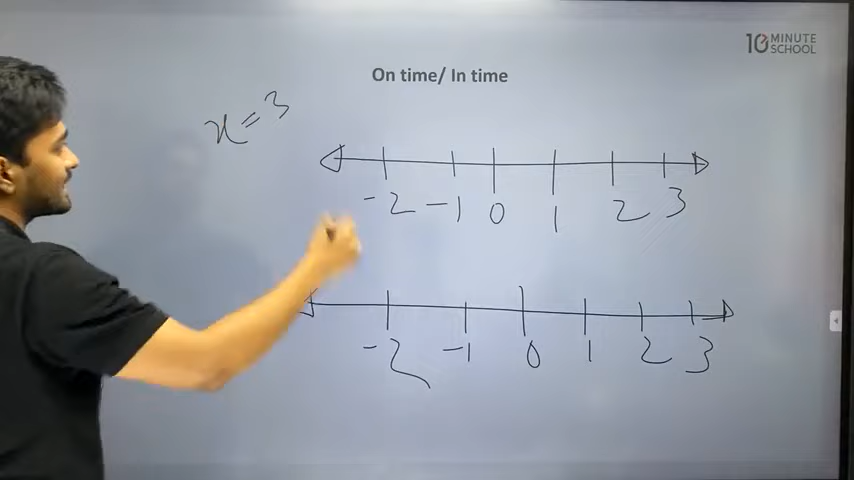 10 MINUTE
SCHOOL
On time/ In time
x = 3
-2 -1 0 1 2 3
-2 -1 0 1 2 3